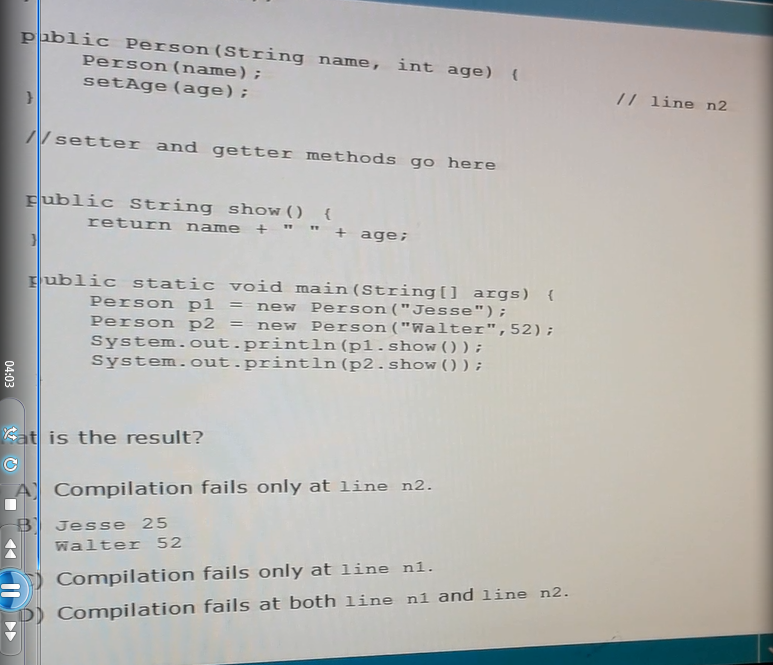 public Person(String name, int age) {
Person(name);
setAge(age); // line n2
}
//setter and getter methods go here
public String show() {
return name + " " + age;
}
public static void main(String[] args) {
Person p1 = new Person("Jesse");
Person p2 = new Person("Walter",52);
System.out.println(p1.show());
System.out.println(p2.show());
is the result?
A) Compilation fails only at line n2.
B) Jesse 25
Walter 52
C) Compilation fails only at line n1.
D) Compilation fails at both line n1 and line n2.
04:03